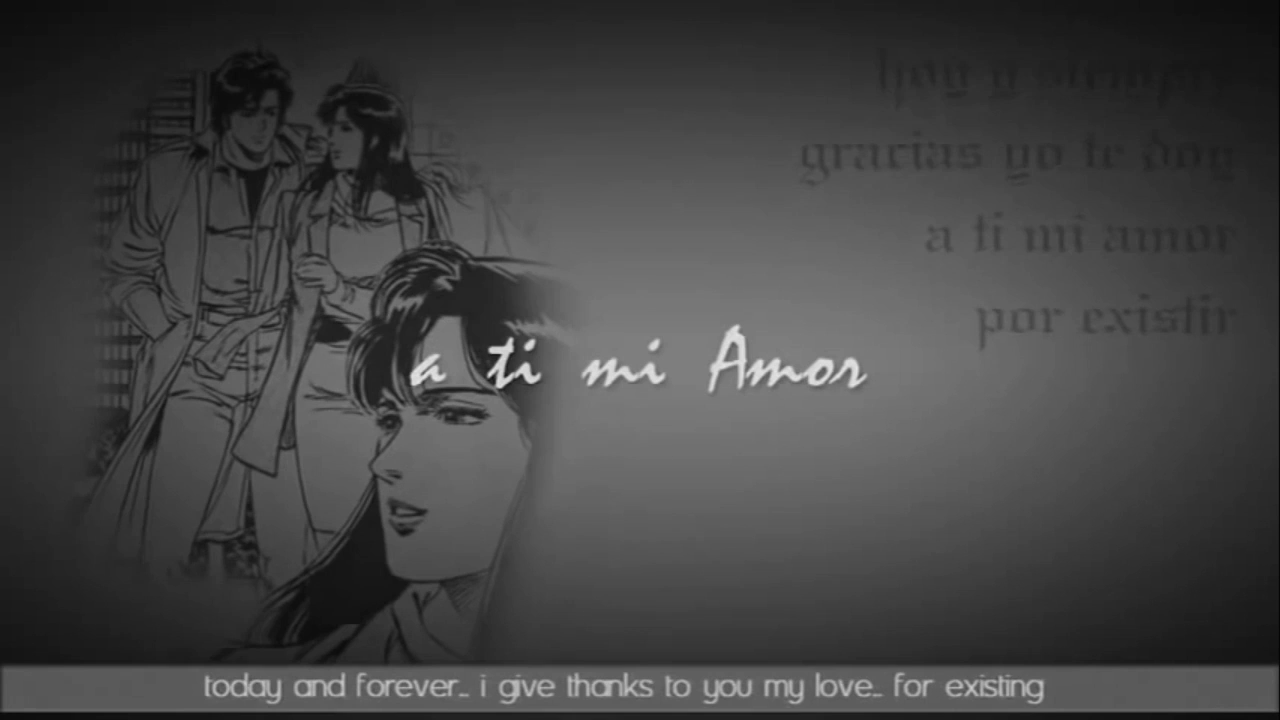 hoy y siempre
gracias yo te doy
a ti mi amor
por existir
a ti mi Amor
today and forever... i give thanks to you my love... for existing